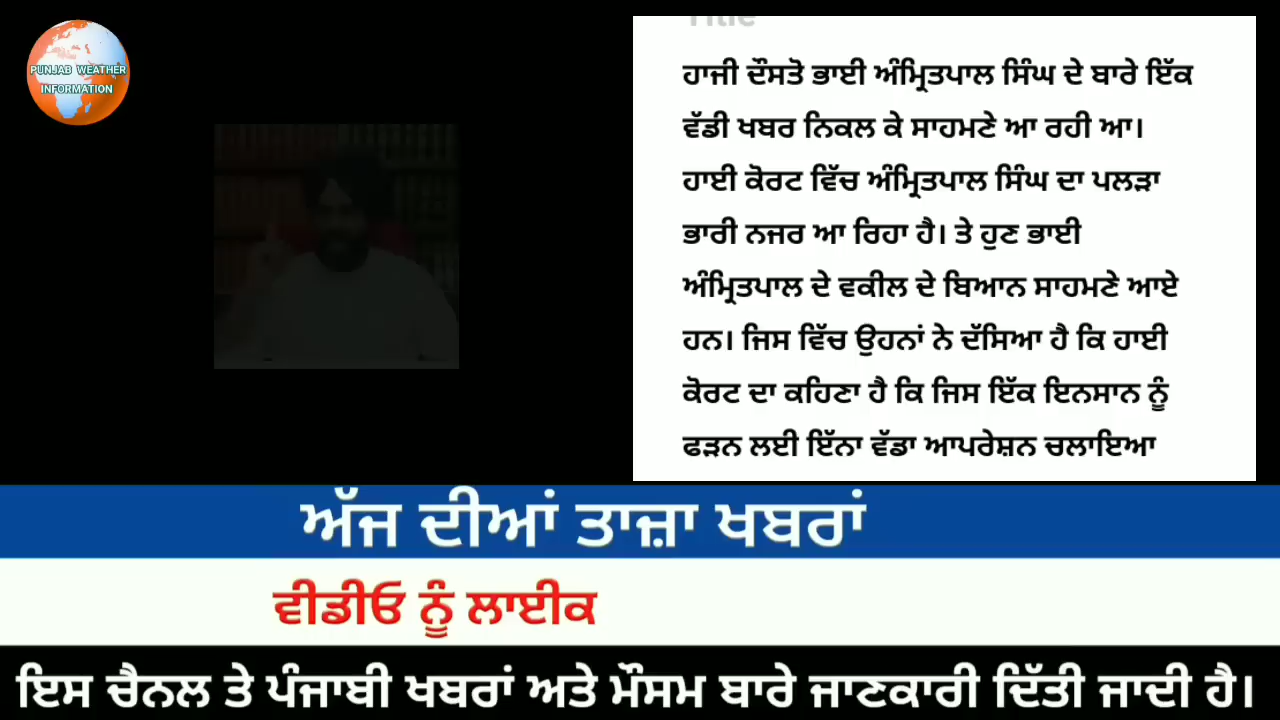 PUNJAB WEATHER
INFORMATION
Title
ਹਾਜੀ ਦੌਸਤੋ ਭਾਈ ਅੰਮ੍ਰਿਤਪਾਲ ਸਿੰਘ ਦੇ ਬਾਰੇ ਇੱਕ
ਵੱਡੀ ਖਬਰ ਨਿਕਲ ਕੇ ਸਾਹਮਣੇ ਆ ਰਹੀ ਆ।
ਹਾਈ ਕੋਰਟ ਵਿੱਚ ਅੰਮ੍ਰਿਤਪਾਲ ਸਿੰਘ ਦਾ ਪਲੜਾ
ਭਾਰੀ ਨਜਰ ਆ ਰਿਹਾ ਹੈ। ਤੇ ਹੁਣ ਭਾਈ
ਅੰਮ੍ਰਿਤਪਾਲ ਦੇ ਵਕੀਲ ਦੇ ਬਿਆਨ ਸਾਹਮਣੇ ਆਏ
ਹਨ। ਜਿਸ ਵਿੱਚ ਉਹਨਾਂ ਨੇ ਦੱਸਿਆ ਹੈ ਕਿ ਹਾਈ
ਕੋਰਟ ਦਾ ਕਹਿਣਾ ਹੈ ਕਿ ਜਿਸ ਇੱਕ ਇਨਸਾਨ ਨੂੰ
ਫੜਨ ਲਈ ਇੱਨਾ ਵੱਡਾ ਆਪਰੇਸ਼ਨ ਚਲਾਇਆ
ਅੱਜ ਦੀਆਂ ਤਾਜ਼ਾ ਖਬਰਾਂ
ਵੀਡੀਓ ਨੂੰ ਲਾਈਕ
ਇਸ ਚੈਨਲ ਤੇ ਪੰਜਾਬੀ ਖਬਰਾਂ ਅਤੇ ਮੌਸਮ ਬਾਰੇ ਜਾਣਕਾਰੀ ਦਿੱਤੀ ਜਾਦੀ ਹੈ।